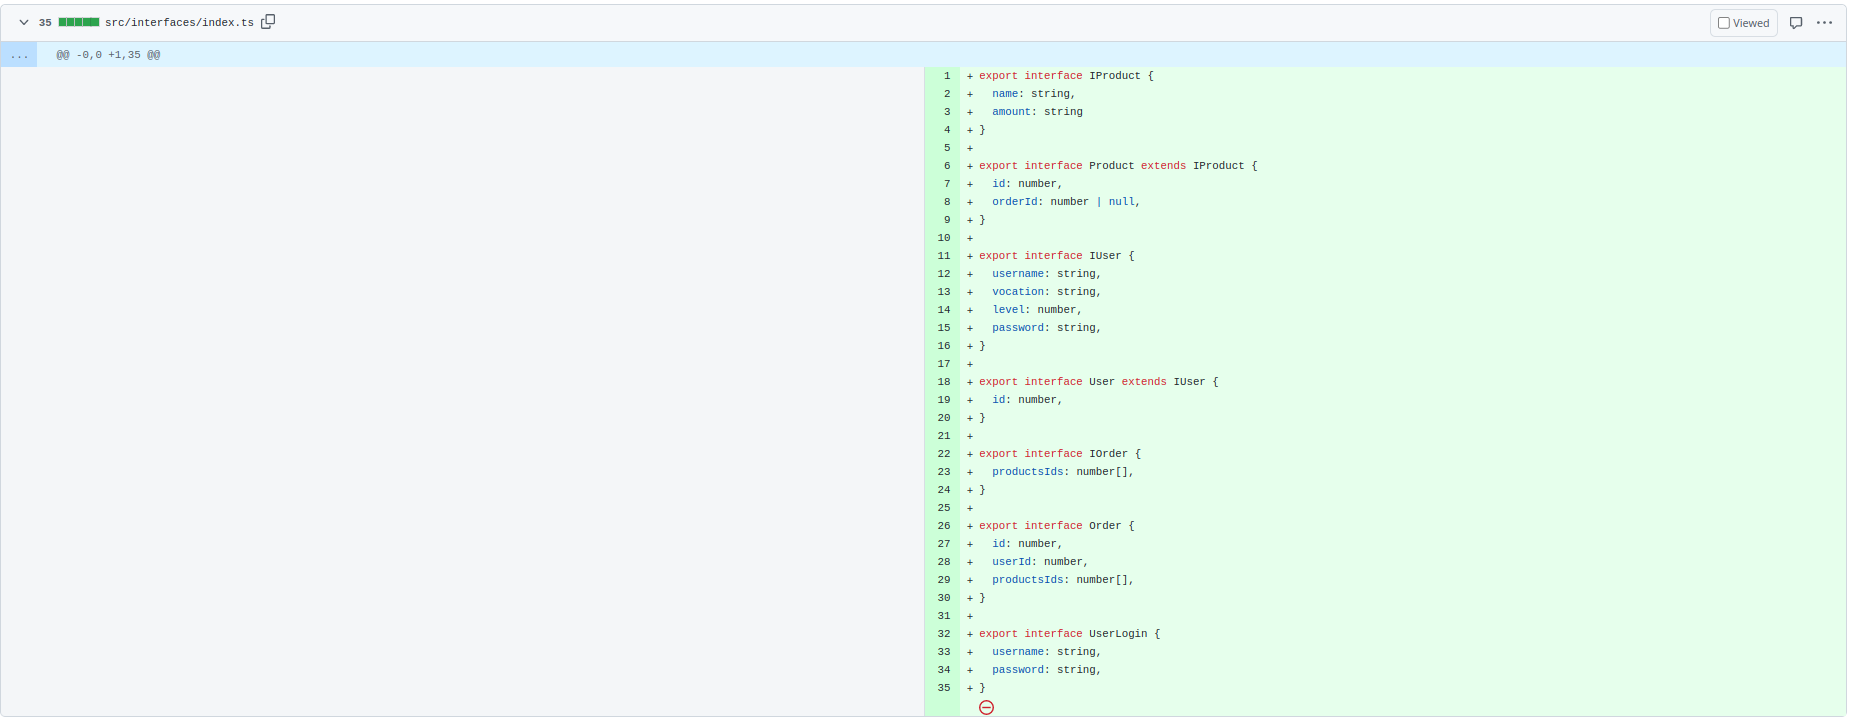 35 src/interfaces/index.ts Viewed
... @@ -0,0 +1,35 @@
1 + export interface IProduct {
2 +   name: string,
3 +   amount: string
4 + }
5 +
6 + export interface Product extends IProduct {
7 +   id: number,
8 +   orderId: number | null,
9 + }
10 +
11 + export interface IUser {
12 +   username: string,
13 +   vocation: string,
14 +   level: number,
15 +   password: string,
16 + }
17 +
18 + export interface User extends IUser {
19 +   id: number,
20 + }
21 +
22 + export interface IOrder {
23 +   productsIds: number[],
24 + }
25 +
26 + export interface Order {
27 +   id: number,
28 +   userId: number,
29 +   productsIds: number[],
30 + }
31 +
32 + export interface UserLogin {
33 +   username: string,
34 +   password: string,
35 + }